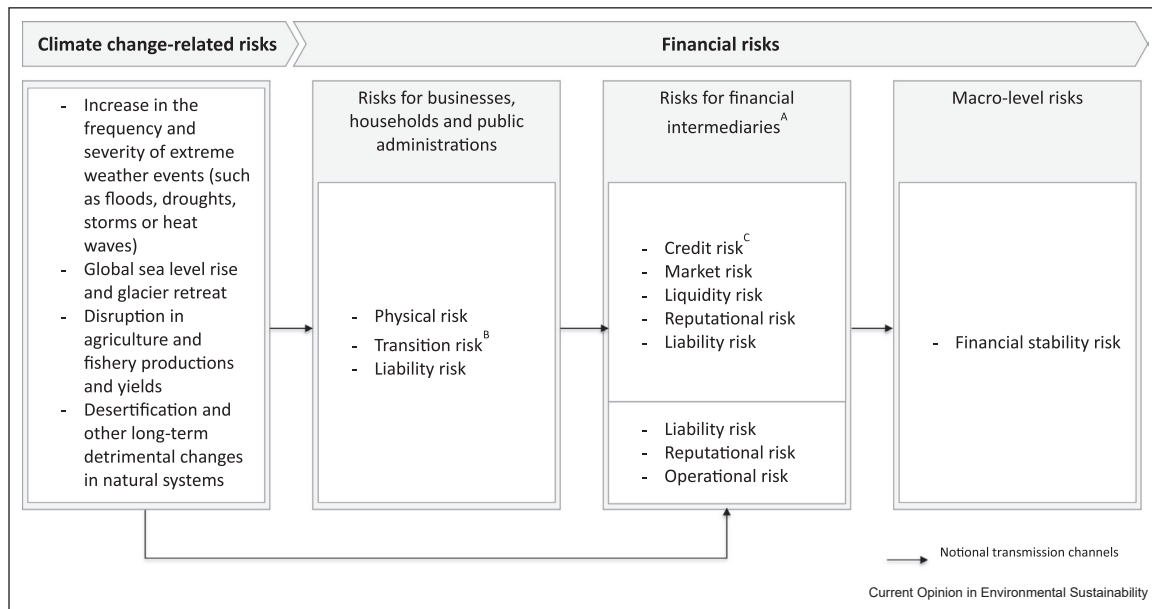 Climate change-related risks
Financial risks
- Increase in the
frequency and
severity of extreme
weather events (such
as floods, droughts,
storms or heat
waves)
- Global sea level rise
and glacier retreat
- Disruption in
agriculture and
fishery productions
and yields
- Desertification and
other long-term
detrimental changes
in natural systems
Risks for businesses,
households and public
administrations
- Physical risk
- Transition risk^B
- Liability risk
Risks for financial
intermediaries^A
- Credit risk^C
- Market risk
- Liquidity risk
- Reputational risk
- Liability risk
- Liability risk
- Reputational risk
- Operational risk
Macro-level risks
- Financial stability risk
Notional transmission channels
Current Opinion in Environmental Sustainability